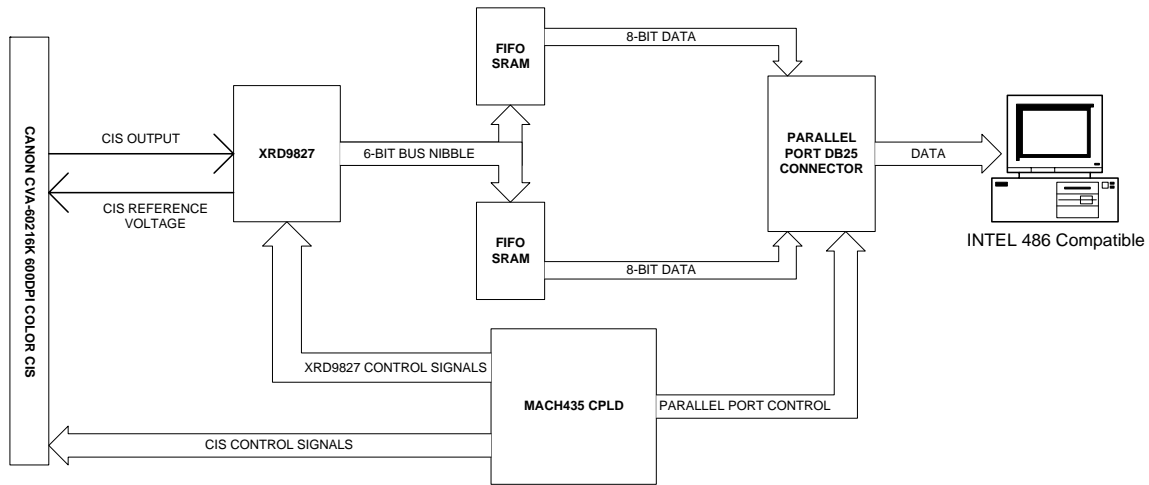 CANON CVA-60216K 600DPI COLOR CIS
CIS OUTPUT
CIS REFERENCE
VOLTAGE
XRD9827
6-BIT BUS NIBBLE
FIFO
SRAM
8-BIT DATA
FIFO
SRAM
8-BIT DATA
PARALLEL
PORT DB25
CONNECTOR
DATA
INTEL 486 Compatible
XRD9827 CONTROL SIGNALS
MACH435 CPLD
PARALLEL PORT CONTROL
CIS CONTROL SIGNALS